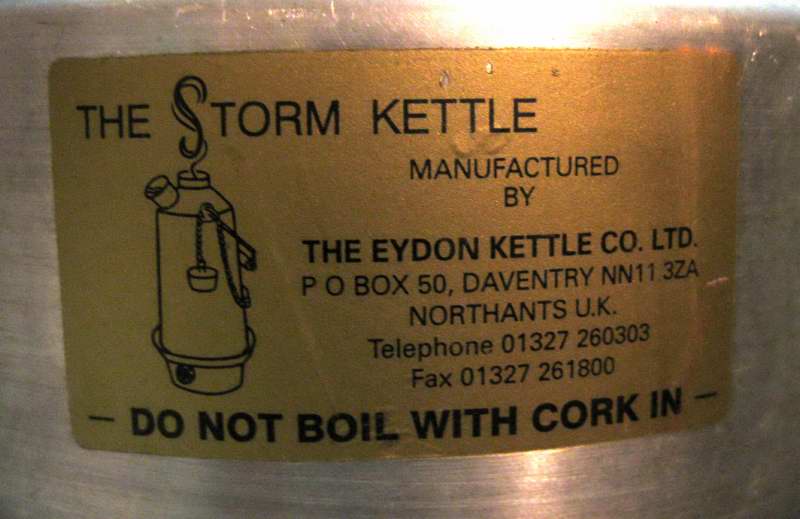 THE STORM KETTLE
MANUFACTURED
BY
THE EYDON KETTLE CO. LTD.
P O BOX 50, DAVENTRY NN11 3ZA
NORTHANTS U.K.
Telephone 01327 260303
Fax 01327 261800
– DO NOT BOIL WITH CORK IN –